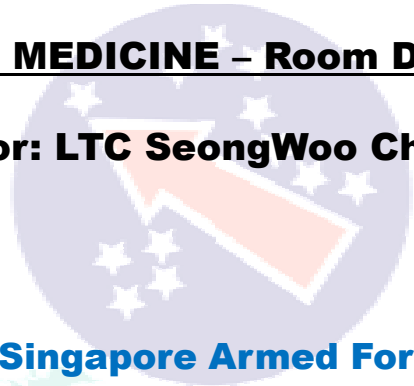 MEDICINE – Room D
or: LTC SeongWoo Ch
Singapore Armed For